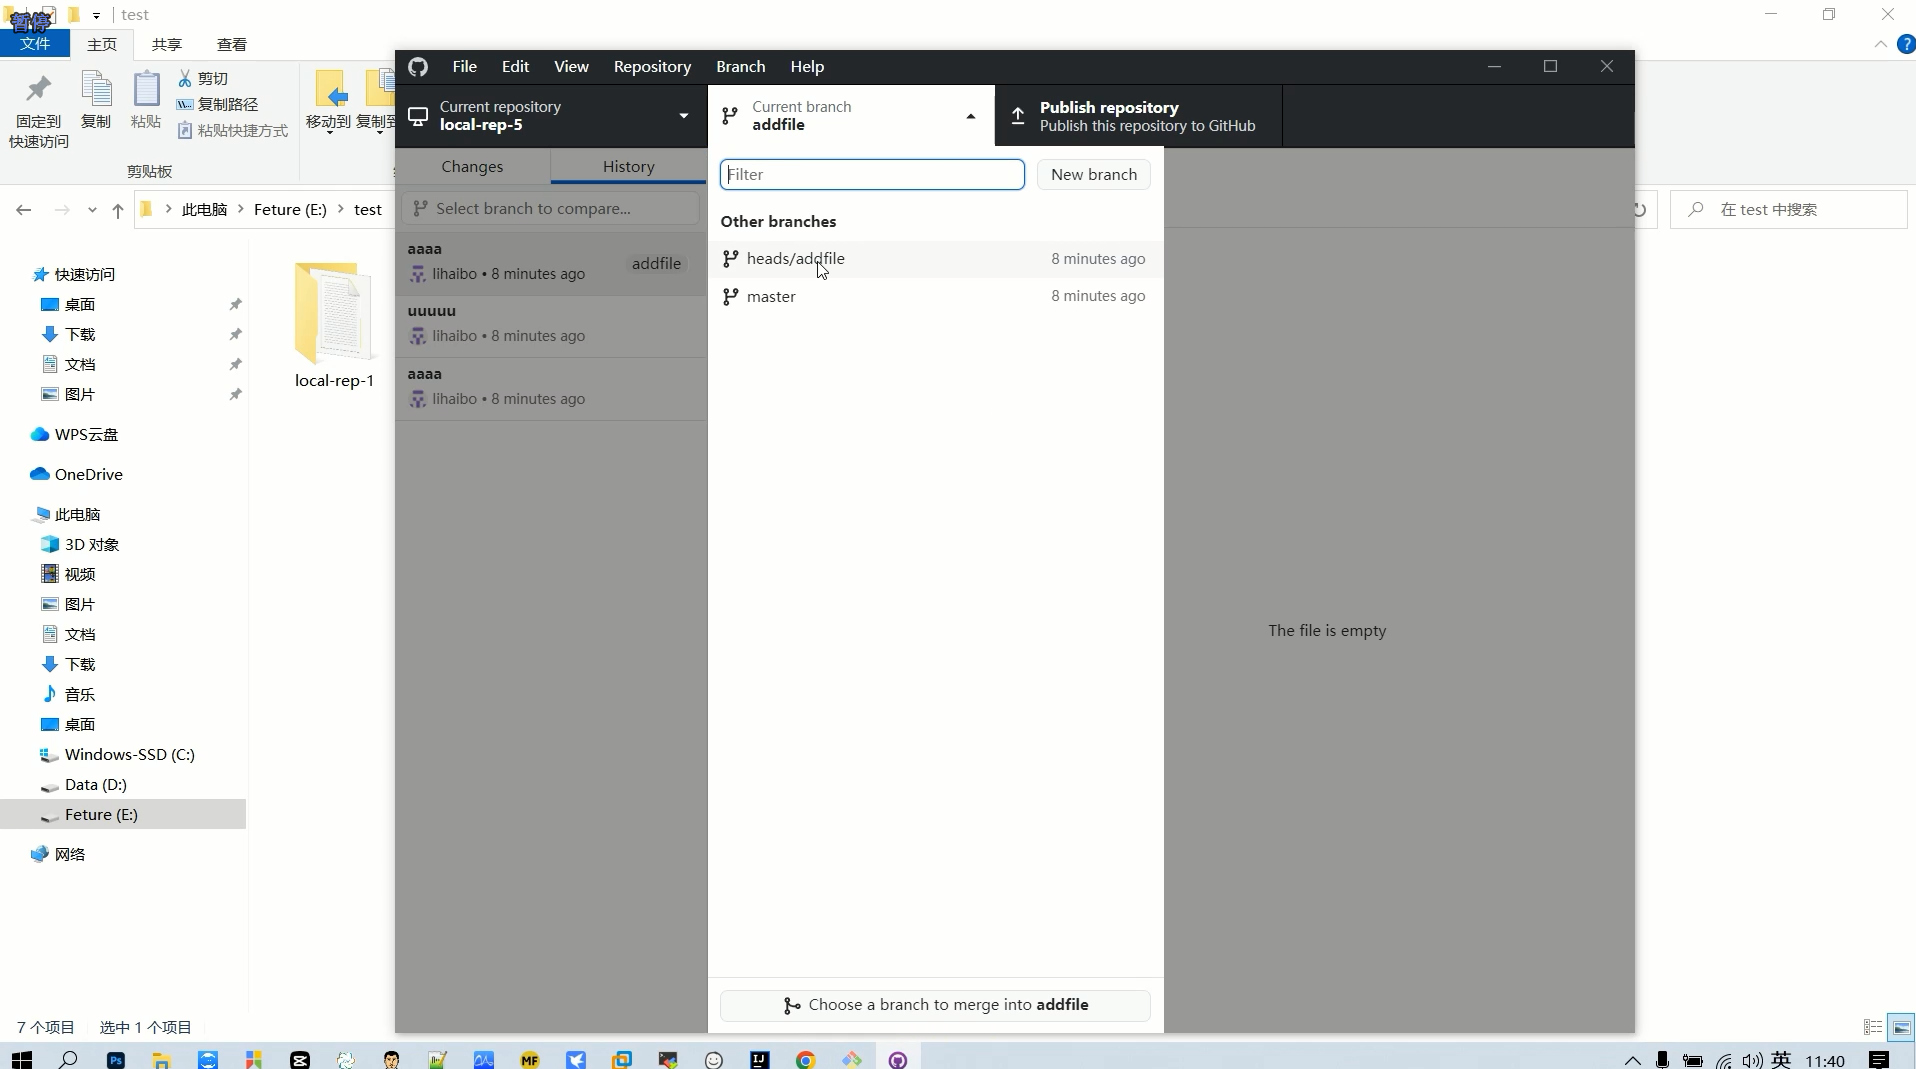 test
暂停
文件
主页
共享
查看
固定到
快速访问
复制
粘贴
剪切
复制路径
粘贴快捷方式
移动到
复制到
剪贴板
此电脑
Feture (E:)
test
在 test 中搜索
快速访问
桌面
下载
文档
图片
WPS云盘
OneDrive
此电脑
3D 对象
视频
图片
文档
下载
音乐
桌面
Windows-SSD (C:)
Data (D:)
Feture (E:)
网络
local-rep-1
7 个项目
选中 1 个项目
File
Edit
View
Repository
Branch
Help
Current repository
local-rep-5
Current branch
addfile
Publish repository
Publish this repository to GitHub
Changes
History
Select branch to compare...
aaaa
lihaibo • 8 minutes ago
addfile
uuuuu
lihaibo • 8 minutes ago
aaaa
lihaibo • 8 minutes ago
Filter
New branch
Other branches
heads/addfile
8 minutes ago
master
8 minutes ago
Choose a branch to merge into addfile
The file is empty
Ps
MF
IJ
英
11:40